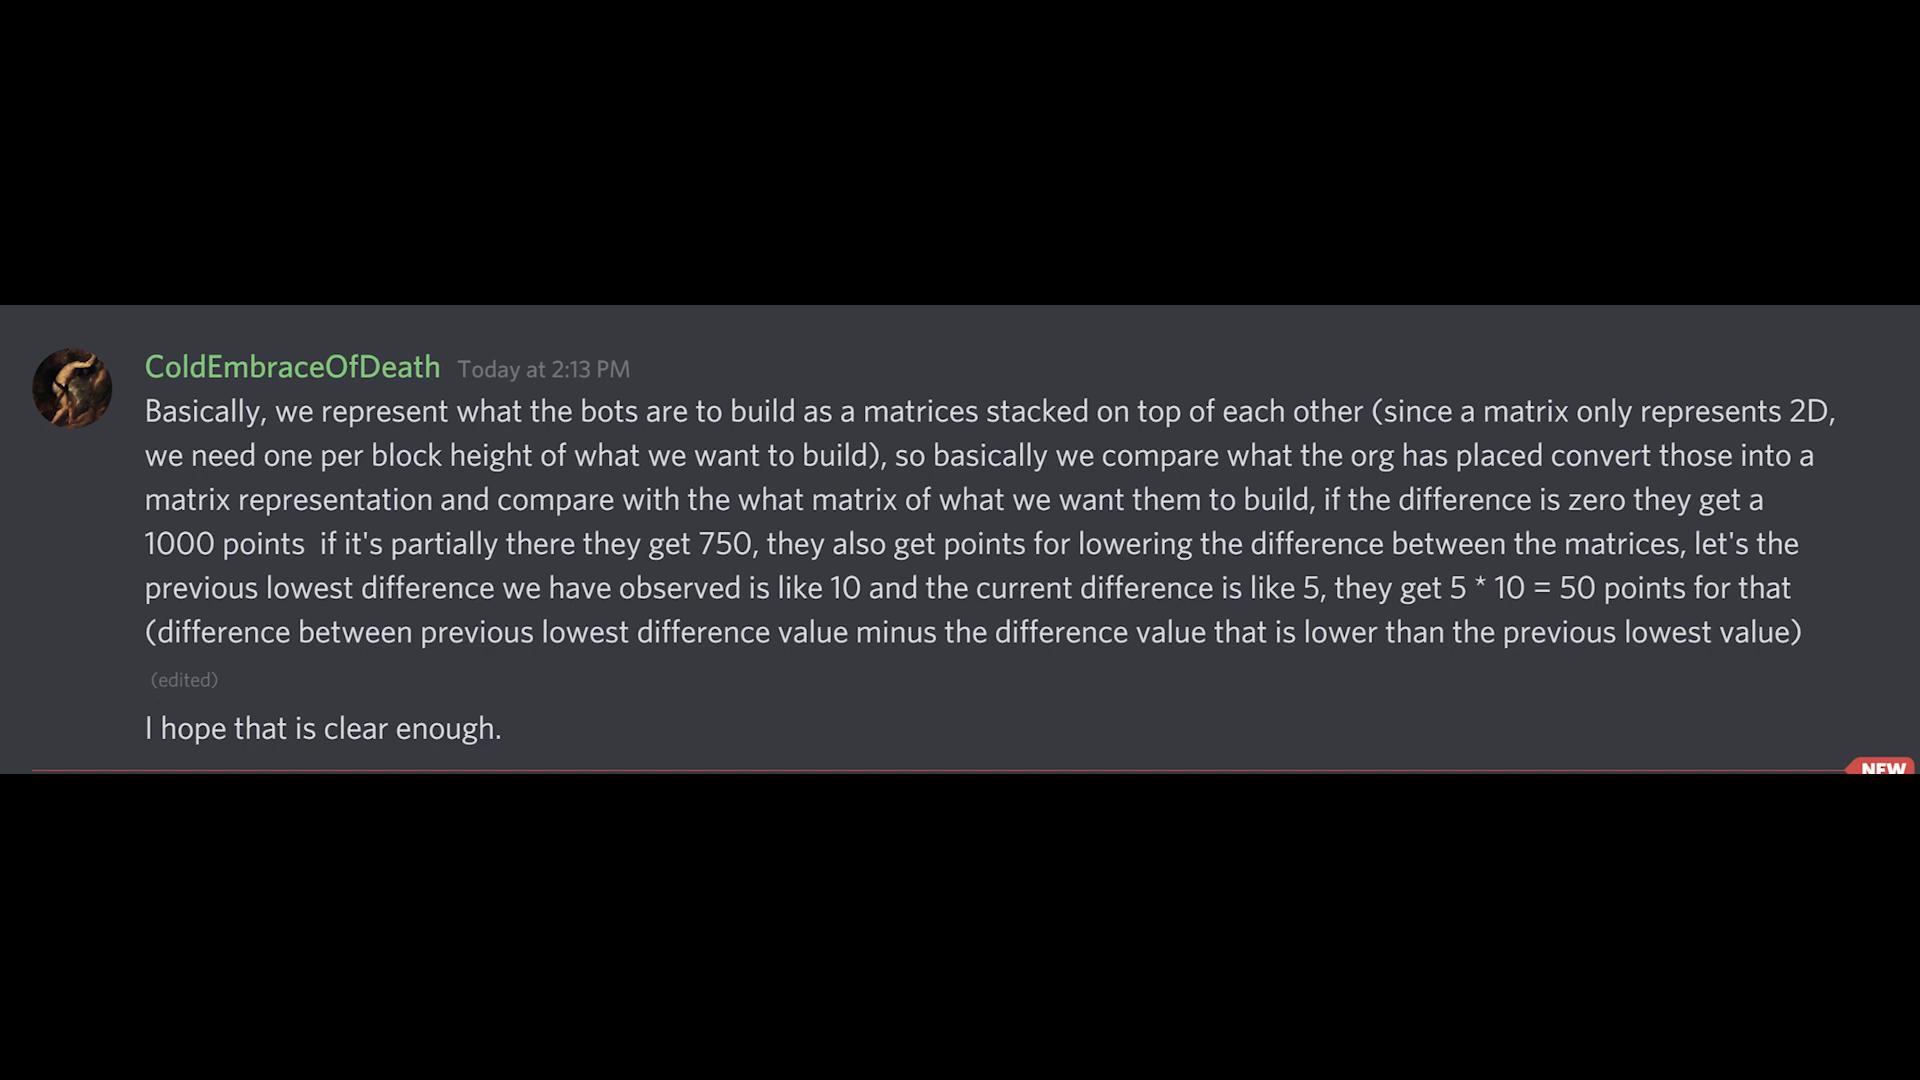 ColdEmbraceOfDeath Today at 2:13 PM
Basically, we represent what the bots are to build as a matrices stacked on top of each other (since a matrix only represents 2D,
we need one per block height of what we want to build), so basically we compare what the org has placed convert those into a
matrix representation and compare with the what matrix of what we want them to build, if the difference is zero they get a
1000 points  if it's partially there they get 750, they also get points for lowering the difference between the matrices, let's the
previous lowest difference we have observed is like 10 and the current difference is like 5, they get 5 * 10 = 50 points for that
(difference between previous lowest difference value minus the difference value that is lower than the previous lowest value)
(edited)
I hope that is clear enough.
NEW